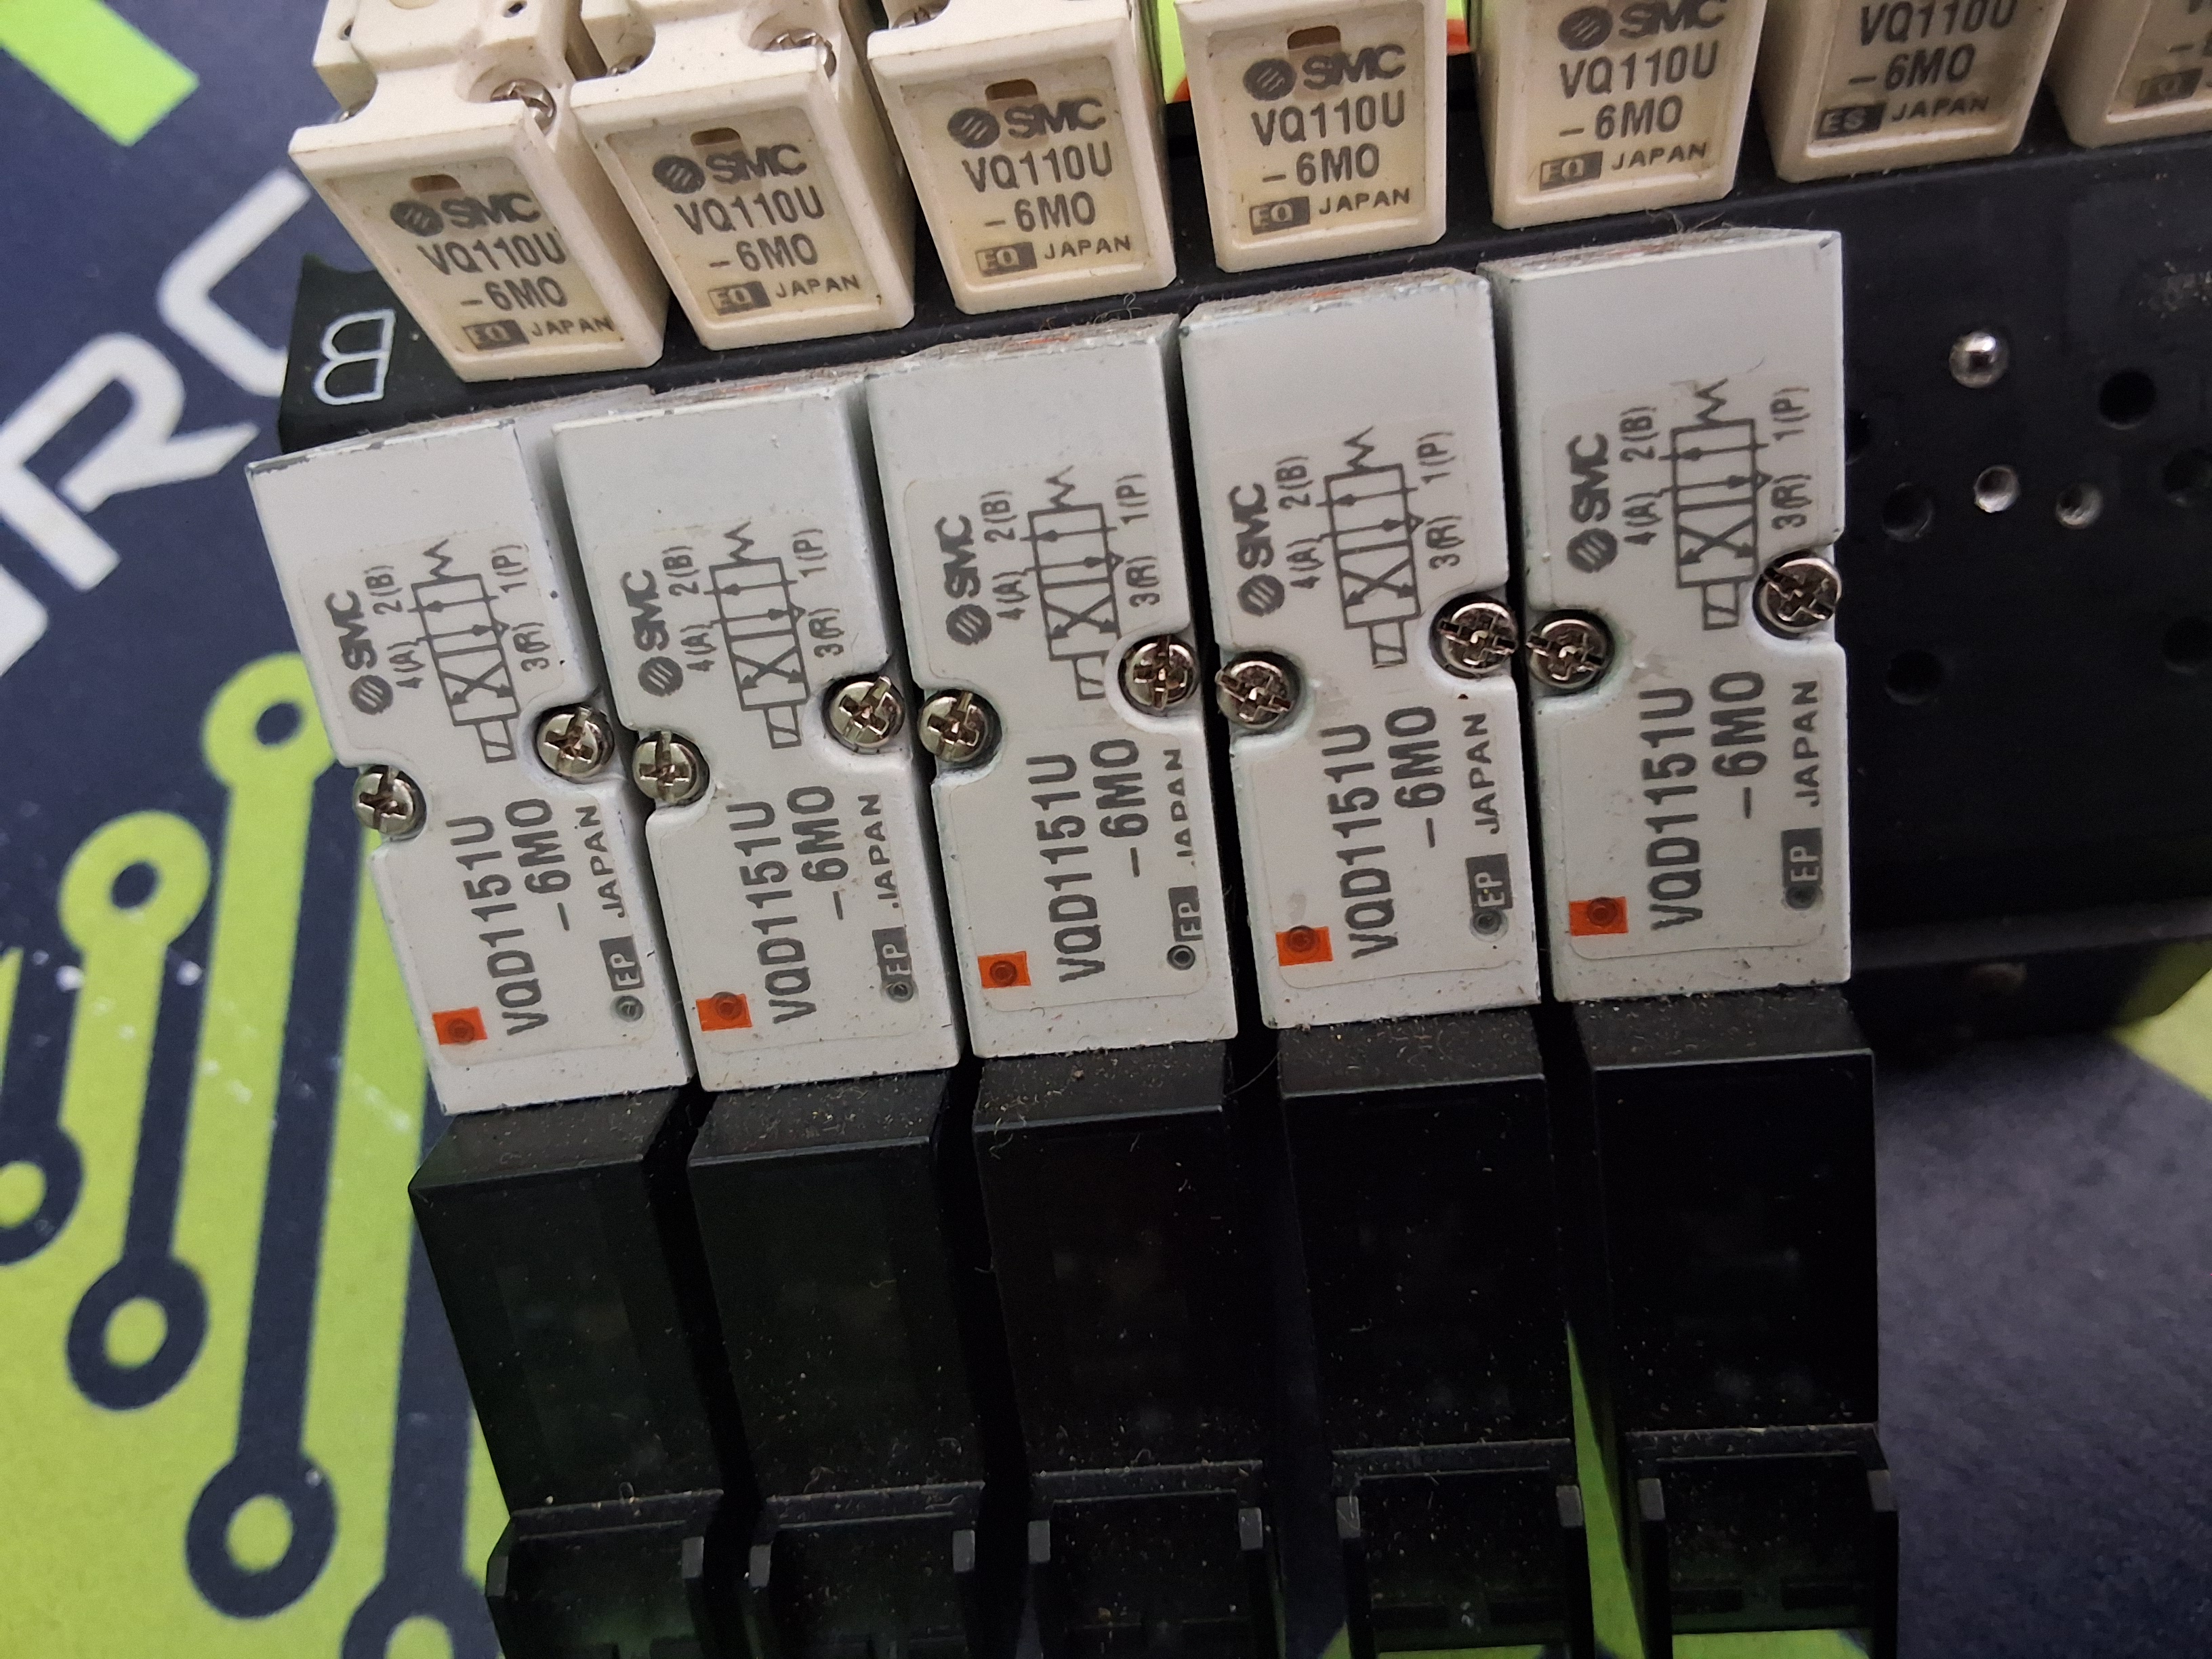 SMC
VQ110U
-6MO
EQ JAPAN
SMC
VQ110U
-6MO
EQ JAPAN
SMC
VQ110U
-6MO
EQ JAPAN
SMC
VQ110U
-6MO
EQ JAPAN
SMC
VQ110U
-6MO
EQ JAPAN
VQ110U
-6MO
ES JAPAN
B
RC
SMC
4(A) 2(B)
3(R) 1(P)
VQD1151U
-6MO
EP JAPAN
SMC
4(A) 2(B)
3(R) 1(P)
VQD1151U
-6MO
EP JAPAN
SMC
4(A) 2(B)
3(R) 1(P)
VQD1151U
-6MO
EP JAPAN
SMC
4(A) 2(B)
3(R) 1(P)
VQD1151U
-6MO
EP JAPAN
SMC
4(A) 2(B)
3(R) 1(P)
VQD1151U
-6MO
EP JAPAN